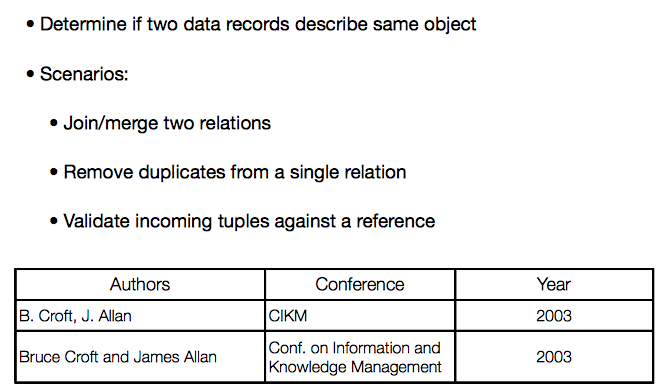 • Determine if two data records describe same object
• Scenarios:
• Join/merge two relations
• Remove duplicates from a single relation
• Validate incoming tuples against a reference
Authors Conference Year
B. Croft, J. Allan CIKM 2003
Bruce Croft and James Allan Conf. on Information and Knowledge Management 2003